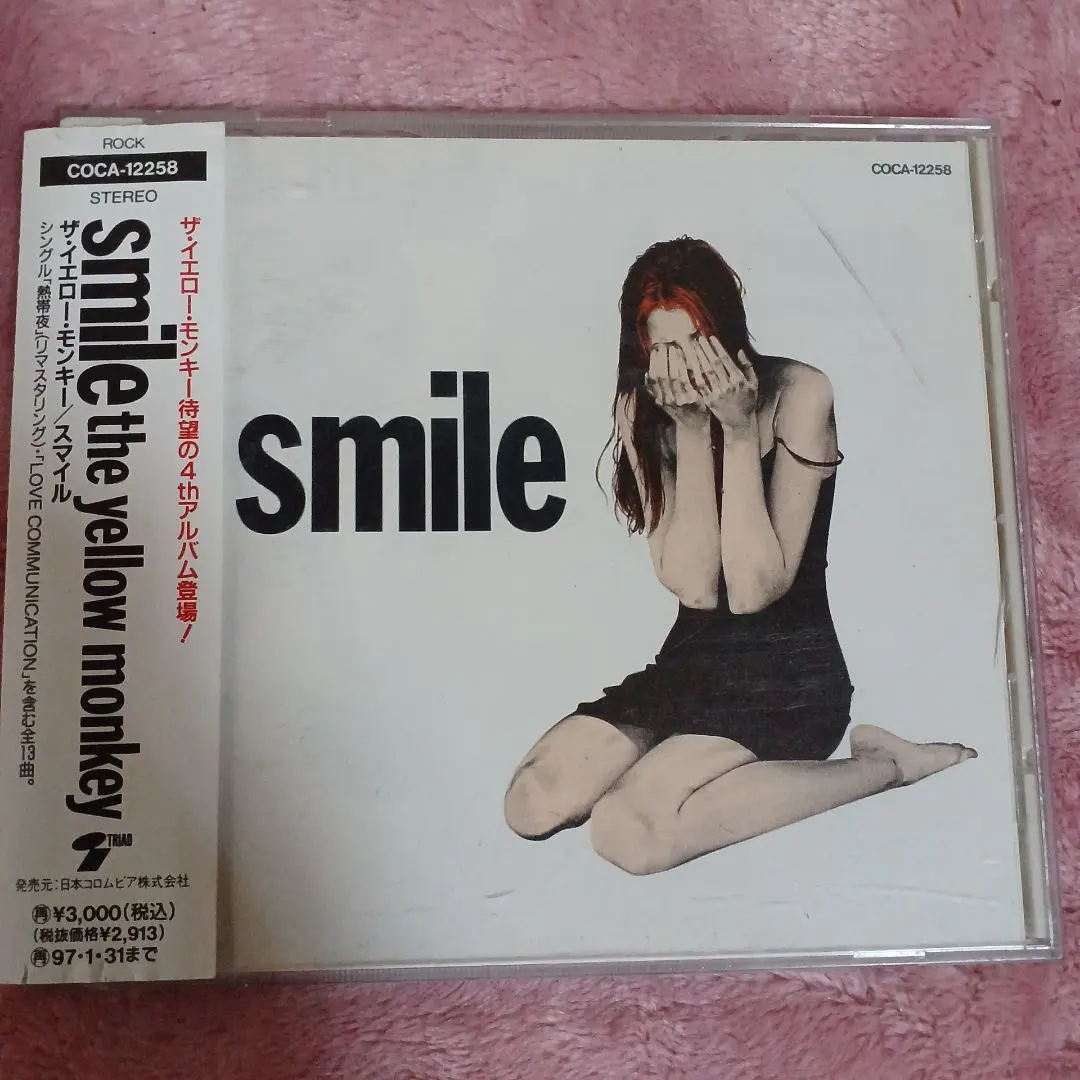 ROCK
COCA-12258
STEREO
ザ・イエロー・モンキー待望の4thアルバム登場!
smile the yellow monkey
ザ・イエロー・モンキー/スマイル
シングル「熱帯夜」(リマスタリング)・「LOVE COMMUNICATION」を含む全13曲。
TRIAD
発売元:日本コロムビア株式会社
再¥3,000(税込)
(税抜価格¥2,913)
再97・1・31まで
COCA-12258
smile